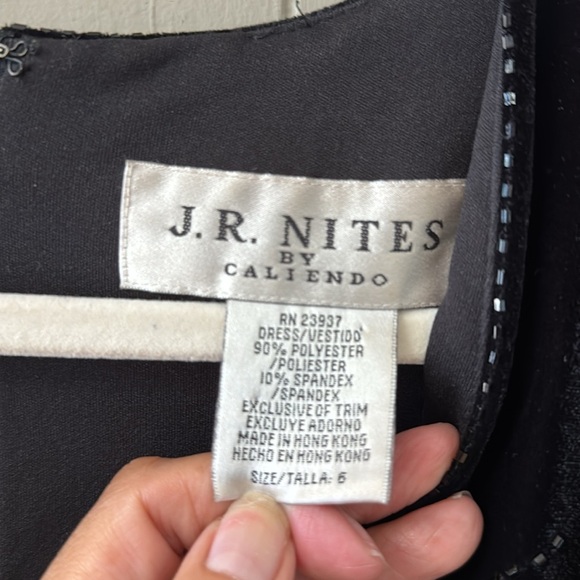 J.R. NITES
BY
CALIENDO
RN 23937
DRESS/VESTIDO
90% POLYESTER
/POLIESTER
10% SPANDEX
/SPANDEX
EXCLUSIVE OF TRIM
EXCLUYE ADORNO
MADE IN HONG KONG
HECHO EN HONG KONG
SIZE/TALLA: 6